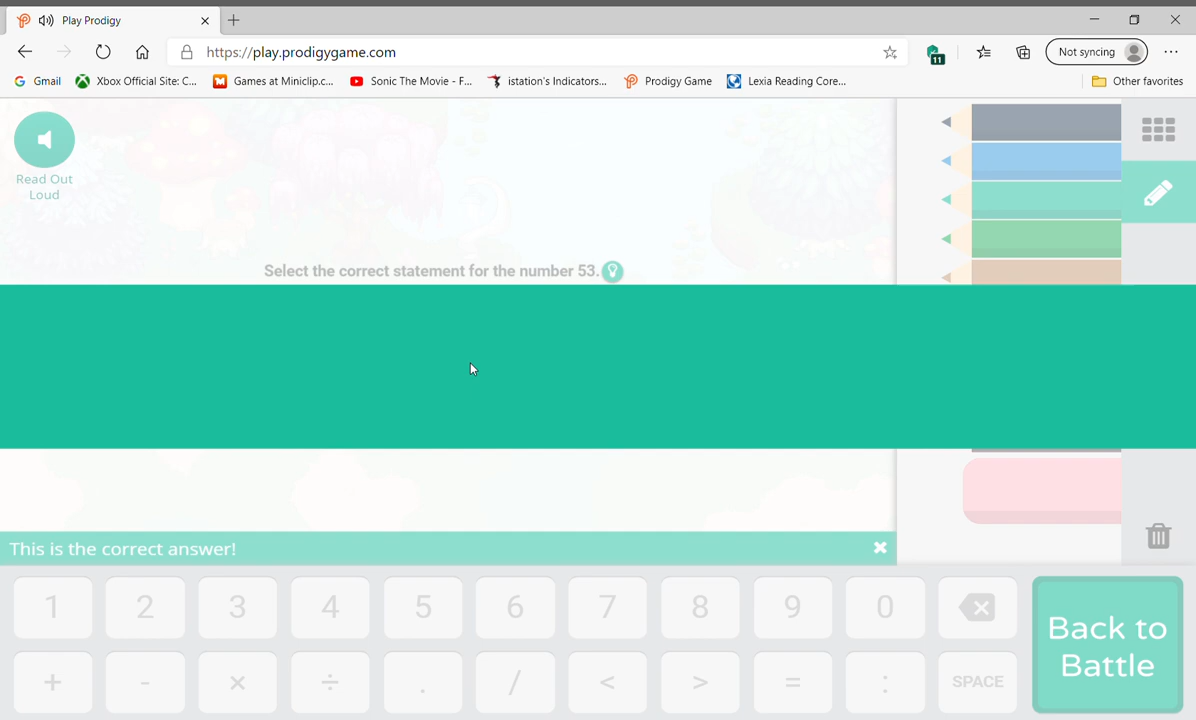 Play Prodigy
https://play.prodigygame.com
11
Not syncing
Gmail
Xbox Official Site: C...
Games at Miniclip.c...
Sonic The Movie - F...
istation's Indicators...
Prodigy Game
Lexia Reading Core...
Other favorites
Read Out
Loud
Select the correct statement for the number 53.
This is the correct answer!
1 2 3 4 5 6 7 8 9 0
+ - × ÷ . / < > = : SPACE
Back to
Battle